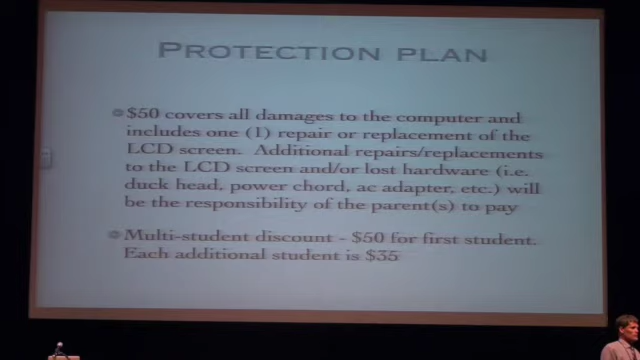 PROTECTION PLAN
$50 covers all damages to the computer and
includes one (1) repair or replacement of the
LCD screen. Additional repairs/replacements
to the LCD screen and/or lost hardware (i.e.
duck head, power chord, ac adapter, etc.) will
be the responsibility of the parent(s) to pay
Multi-student discount - $50 for first student.
Each additional student is $35